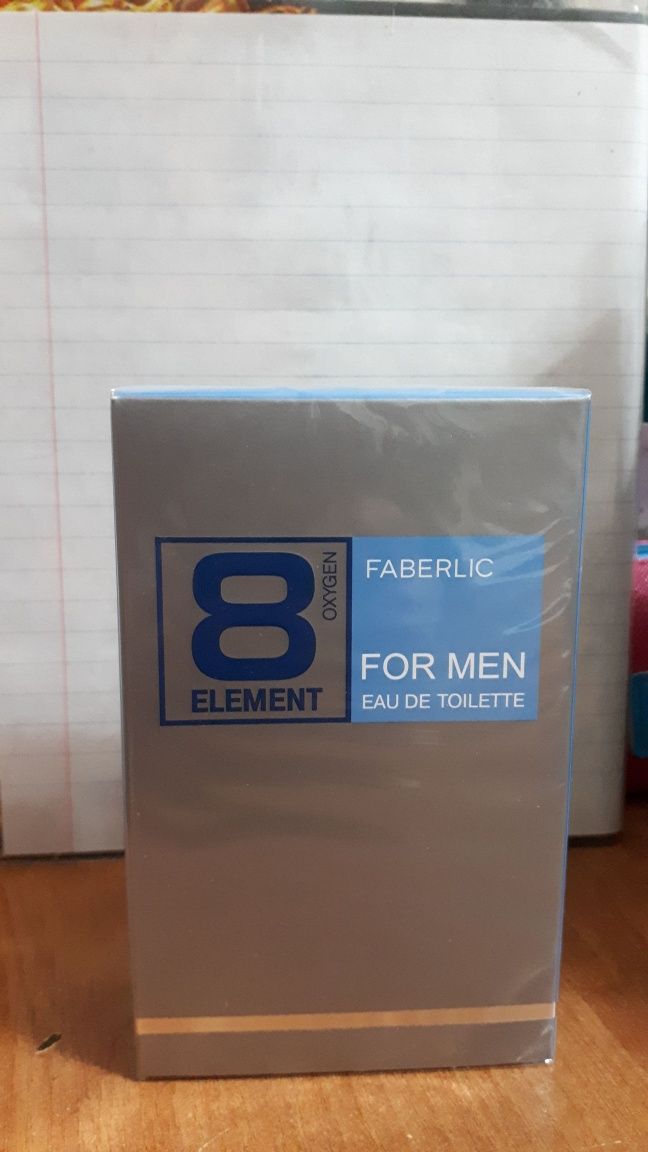 8
OXYGEN
ELEMENT
FABERLIC
FOR MEN
EAU DE TOILETTE